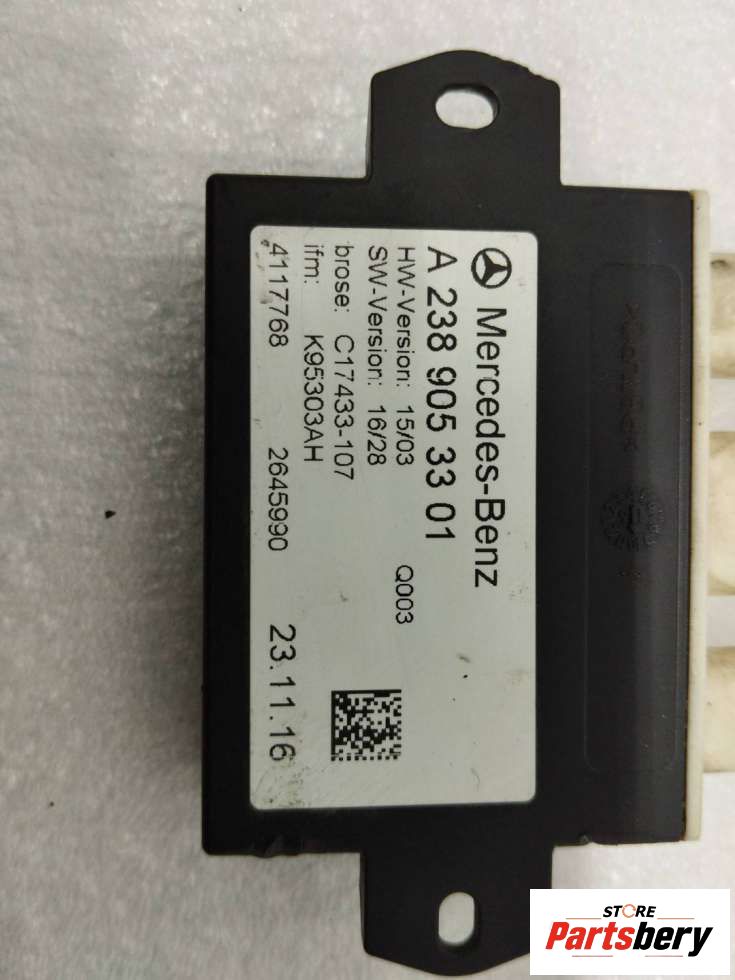 Mercedes-Benz
A 238 905 33 01
HW-Version: 15/03 Q003
SW-Version: 16/28
brose: C17433-107
ifm: K95303AH
4117768 2645990 23.11.16
STORE
Partsbery